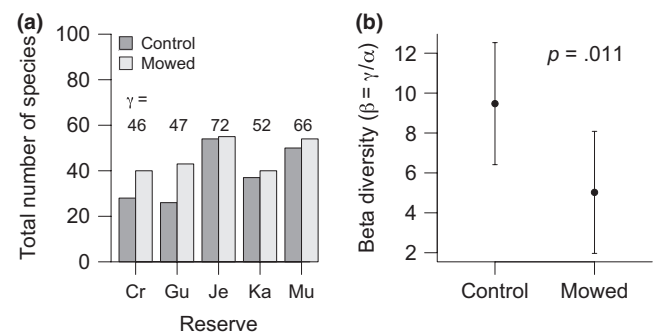 (a)
Total number of species
100
80
60
40
20
0
Control
Mowed
γ =
46 47 72 52 66
Cr Gu Je Ka Mu
Reserve
(b)
Beta diversity (β = γ/α)
12
10
8
6
4
2
p = .011
Control Mowed